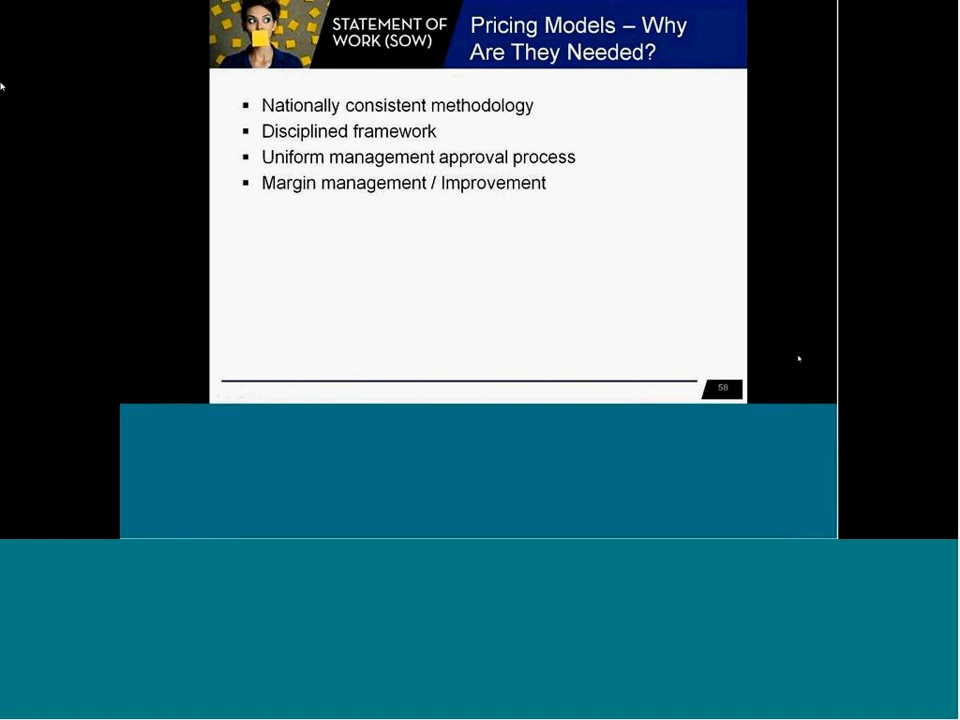 STATEMENT OF
WORK (SOW)
Pricing Models – Why
Are They Needed?
▪ Nationally consistent methodology
▪ Disciplined framework
▪ Uniform management approval process
▪ Margin management / Improvement
58